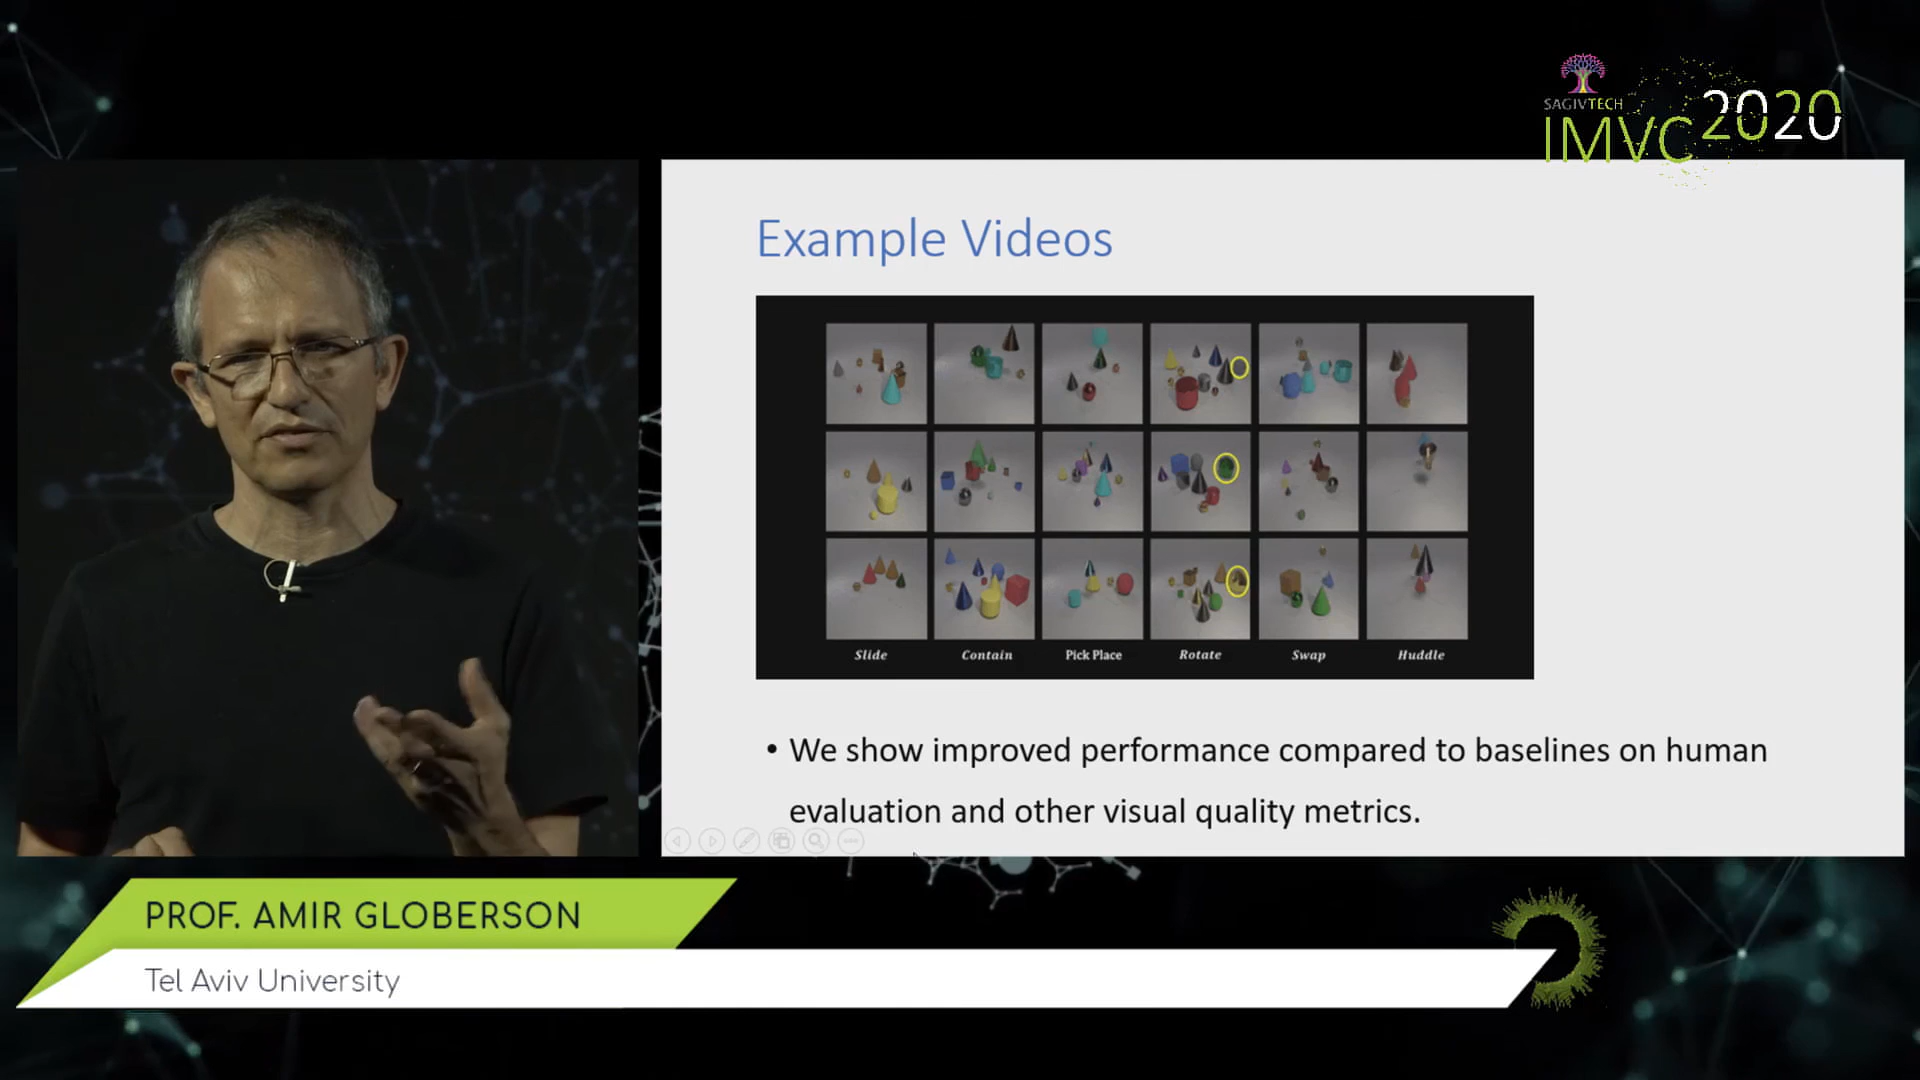 SAGIVTECH
IMVC 2020
Example Videos
Slide Contain Pick Place Rotate Swap Huddle
• We show improved performance compared to baselines on human
evaluation and other visual quality metrics.
PROF. AMIR GLOBERSON
Tel Aviv University